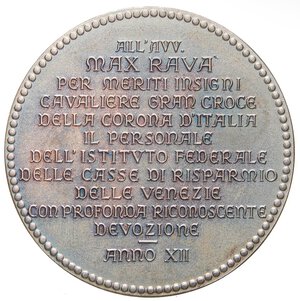 ALL'AVV.
MAX RAVA'
PER MERITI INSIGNI
CAVALIERE GRAN CROCE
DELLA CORONA D'ITALIA
IL PERSONALE
DELL'ISTITVTO FEDERALE
DELLE CASSE DI RISPARMIO
DELLE VENEZIE
CON PROFONDA RICONOSCENTE
DEVOZIONE
ANNO XII